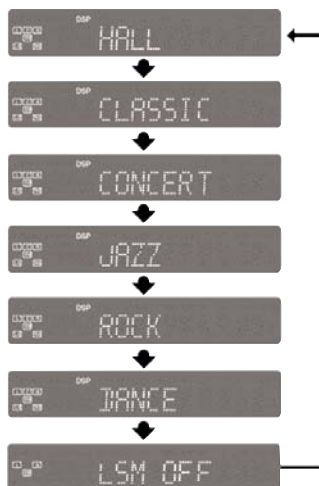 DSP
HALL
DSP
CLASSIC
DSP
CONCERT
DSP
JAZZ
DSP
ROCK
DSP
DANCE
LSM OFF